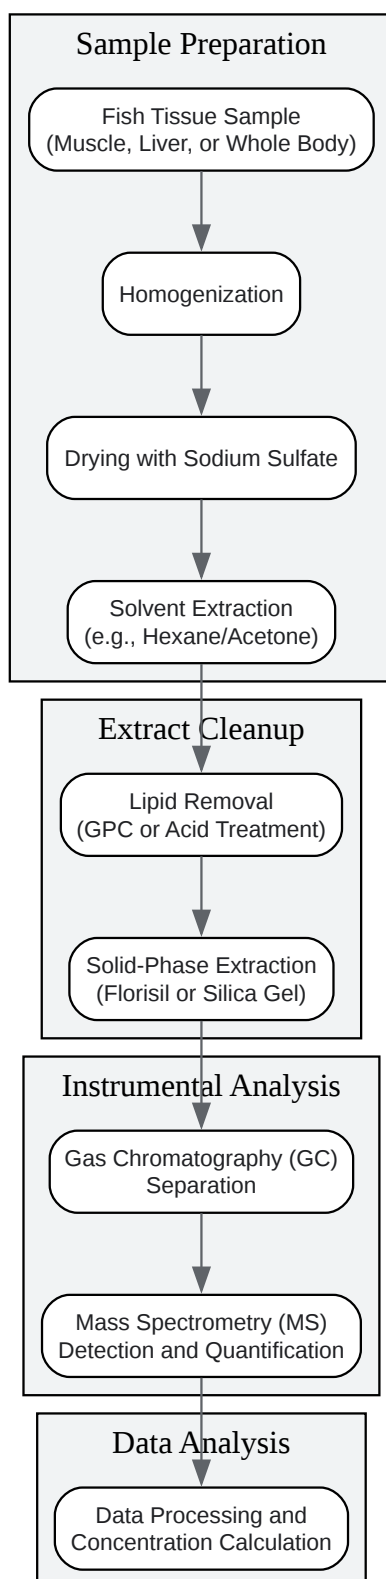 Sample Preparation
Fish Tissue Sample
(Muscle, Liver, or Whole Body)
Homogenization
Drying with Sodium Sulfate
Solvent Extraction
(e.g., Hexane/Acetone)
Extract Cleanup
Lipid Removal
(GPC or Acid Treatment)
Solid-Phase Extraction
(Florisil or Silica Gel)
Instrumental Analysis
Gas Chromatography (GC)
Separation
Mass Spectrometry (MS)
Detection and Quantification
Data Analysis
Data Processing and
Concentration Calculation